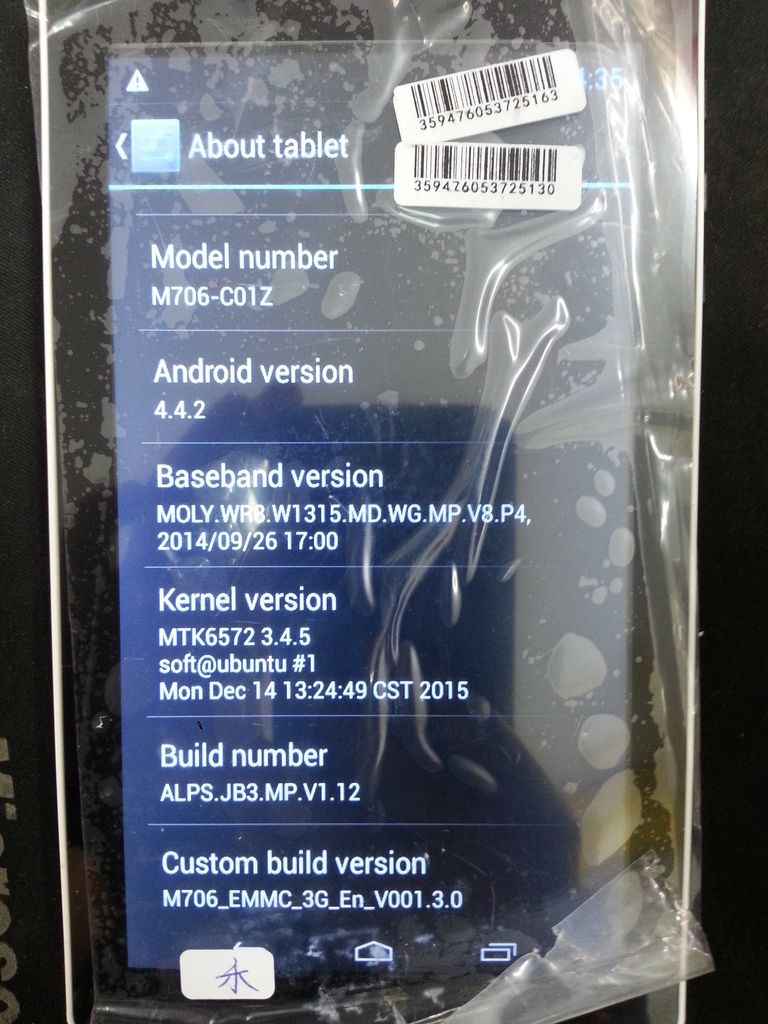 :35
359476053725163
About tablet
359476053725130
Model number
M706-C01Z
Android version
4.4.2
Baseband version
MOLY.WR8.W1315.MD.WG.MP.V8.P4,
2014/09/26 17:00
Kernel version
MTK6572 3.4.5
soft@ubuntu #1
Mon Dec 14 13:24:49 CST 2015
Build number
ALPS.JB3.MP.V1.12
Custom build version
M706_EMMC_3G_En_V001.3.0